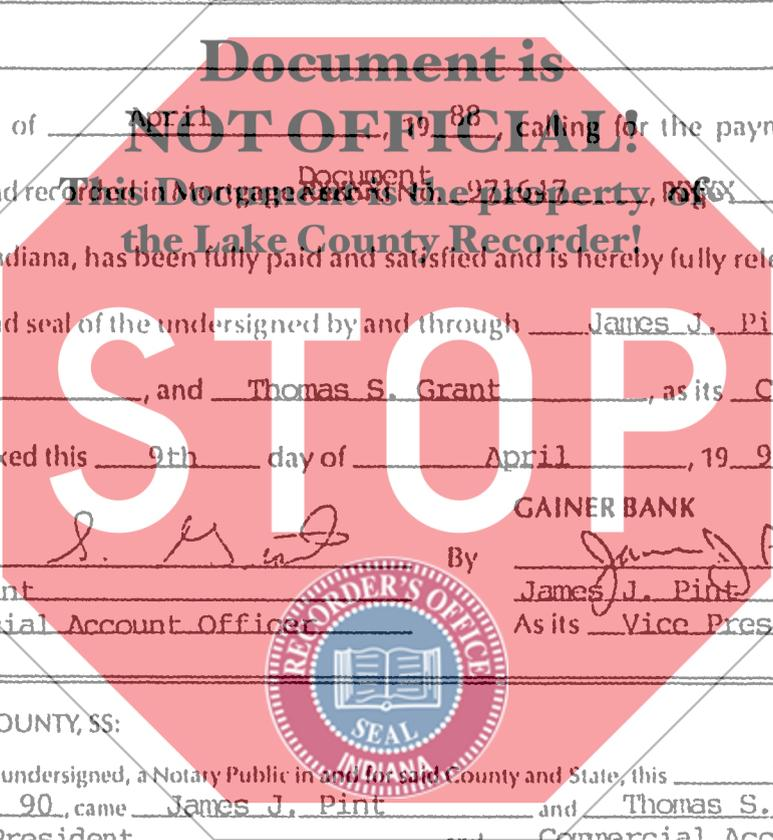 Document is
of April, 19 88, calling for the paym
NOT OFFICIAL!
Document
d recorded in Mortgage Record No. 971617,
This Document is the property of
the Lake County Recorder!
diana, has been fully paid and satisfied and is hereby fully rele
d seal of the undersigned by and through James J. Pi
STOP
, and Thomas S. Grant, as its C
ked this 9th day of April, 19 9
GAINER BANK
By
nt
James J. Pint
ial Account Officer
As its Vice Pres
RECORDER'S OFFICE
SEAL
INDIANA
OUNTY, SS:
undersigned, a Notary Public in and for said County and State, this
90, came James J. Pint and Thomas S.
President and Commercial Acc